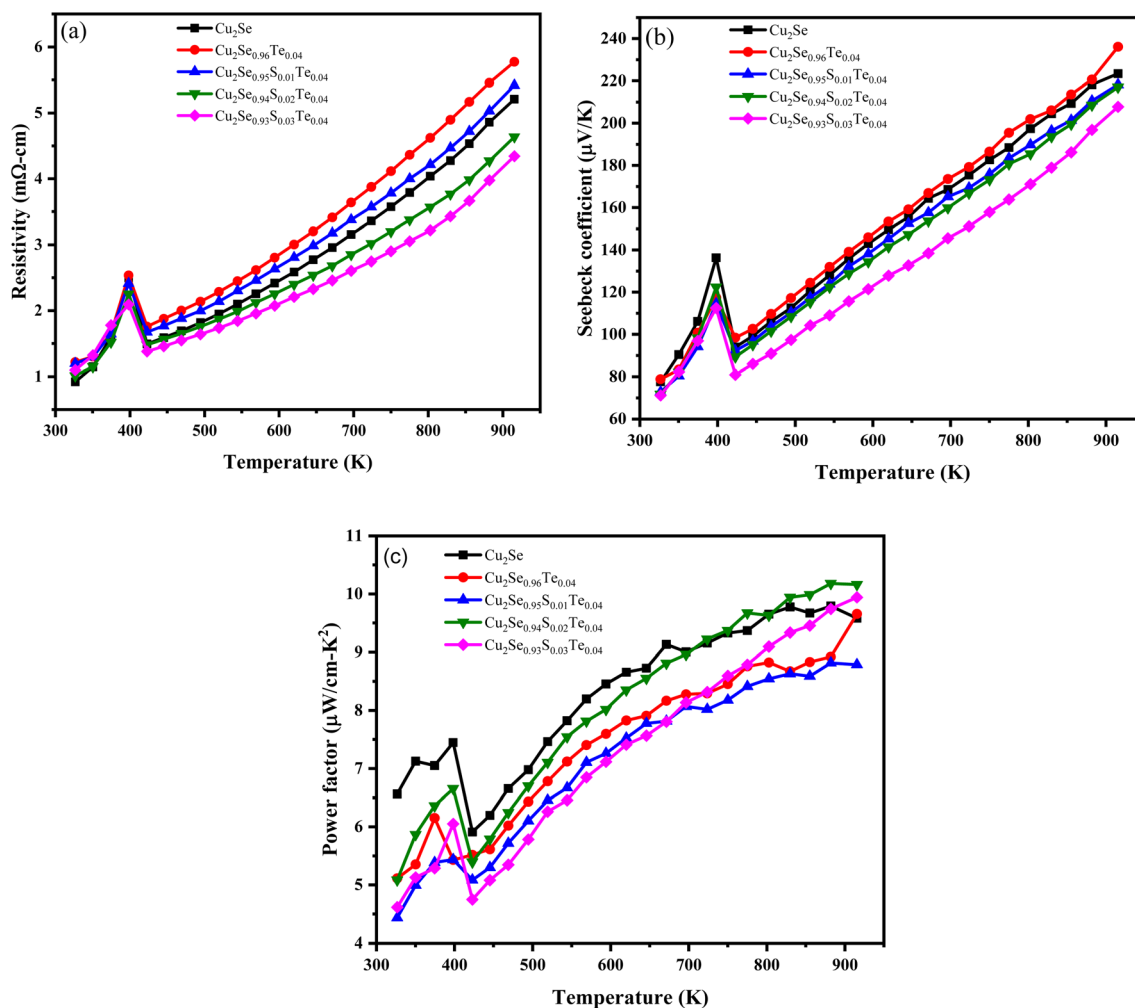 (a)
Cu₂Se
Cu₂Se₀.₉₆Te₀.₀₄
Cu₂Se₀.₉₅S₀.₀₁Te₀.₀₄
Cu₂Se₀.₉₄S₀.₀₂Te₀.₀₄
Cu₂Se₀.₉₃S₀.₀₃Te₀.₀₄
Resistivity (mΩ-cm)
6
5
4
3
2
1
300 400 500 600 700 800 900
Temperature (K)
(b)
Cu₂Se
Cu₂Se₀.₉₆Te₀.₀₄
Cu₂Se₀.₉₅S₀.₀₁Te₀.₀₄
Cu₂Se₀.₉₄S₀.₀₂Te₀.₀₄
Cu₂Se₀.₉₃S₀.₀₃Te₀.₀₄
Seebeck coefficient (μV/K)
240
220
200
180
160
140
120
100
80
60
300 400 500 600 700 800 900
Temperature (K)
(c)
Cu₂Se
Cu₂Se₀.₉₆Te₀.₀₄
Cu₂Se₀.₉₅S₀.₀₁Te₀.₀₄
Cu₂Se₀.₉₄S₀.₀₂Te₀.₀₄
Cu₂Se₀.₉₃S₀.₀₃Te₀.₀₄
Power factor (μW/cm-K²)
11
10
9
8
7
6
5
4
300 400 500 600 700 800 900
Temperature (K)